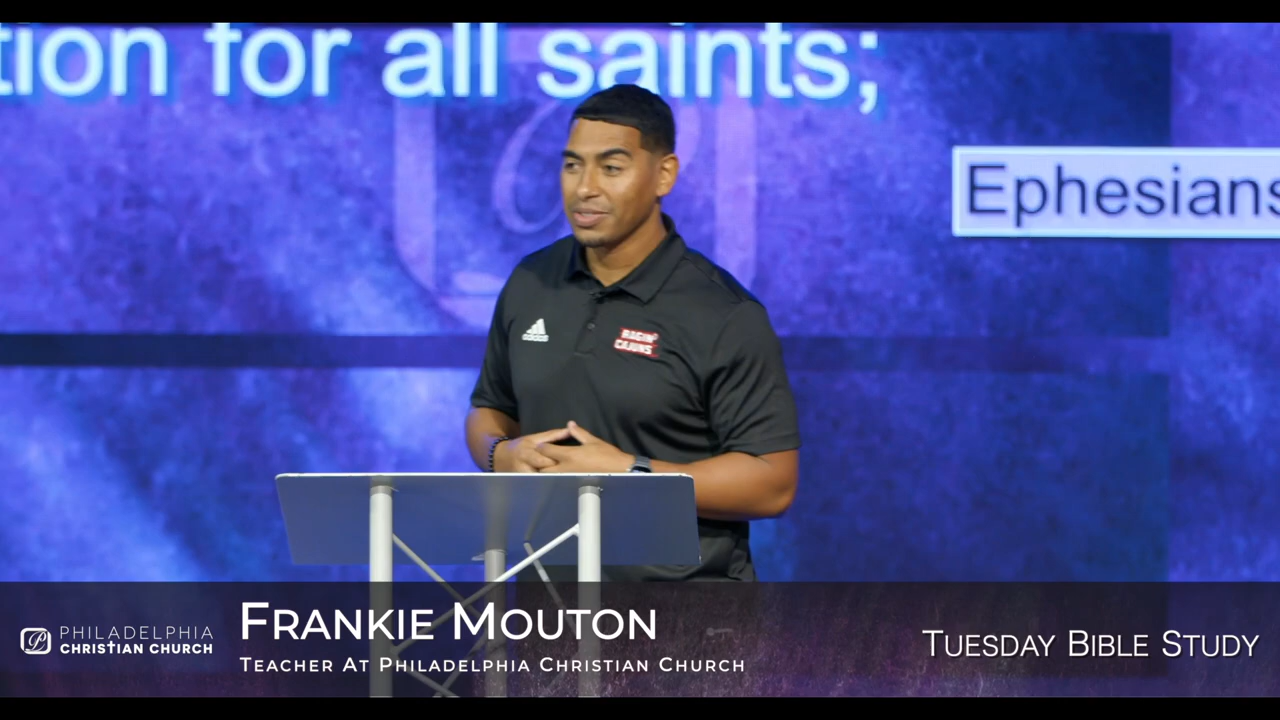 tion for all saints;
Ephesians
adidas
RAGIN'
CAJUNS
PHILADELPHIA
CHRISTIAN CHURCH
FRANKIE MOUTON
TEACHER AT PHILADELPHIA CHRISTIAN CHURCH
TUESDAY BIBLE STUDY